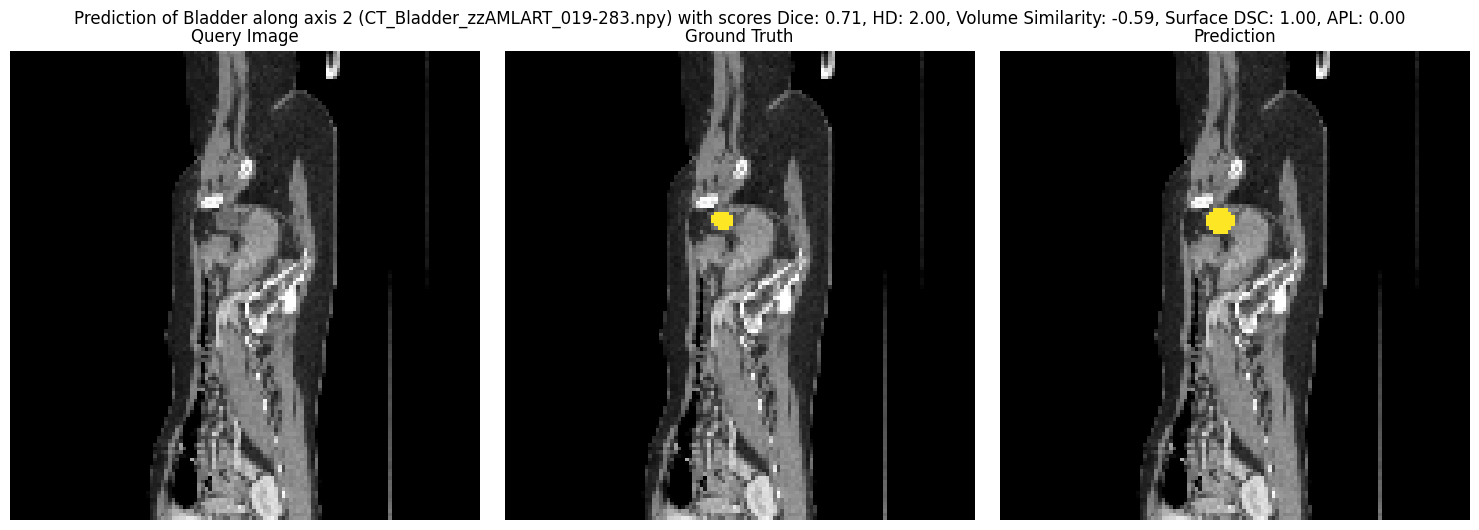 Prediction of Bladder along axis 2 (CT_Bladder_zzAMLART_019-283.npy) with scores Dice: 0.71, HD: 2.00, Volume Similarity: -0.59, Surface DSC: 1.00, APL: 0.00
Query Image
Ground Truth
Prediction